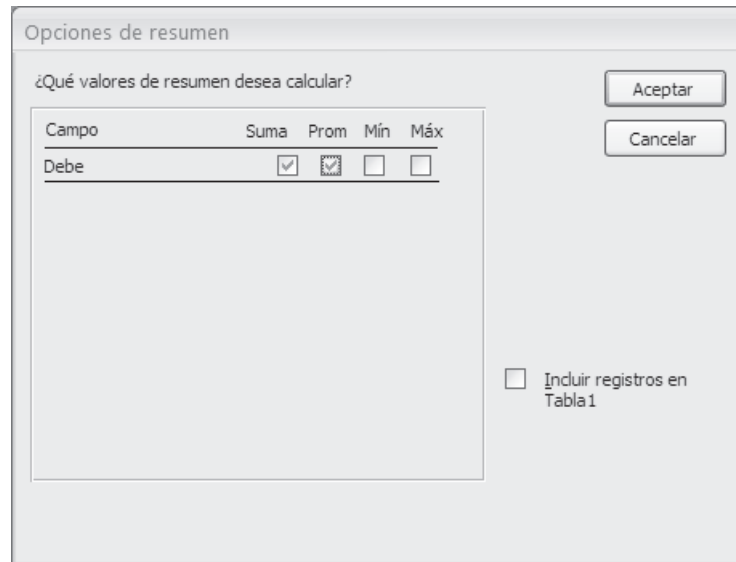 Opciones de resumen
¿Qué valores de resumen desea calcular?
Aceptar
Cancelar
Campo Suma Prom Mín Máx
Debe
Incluir registros en
Tabla1